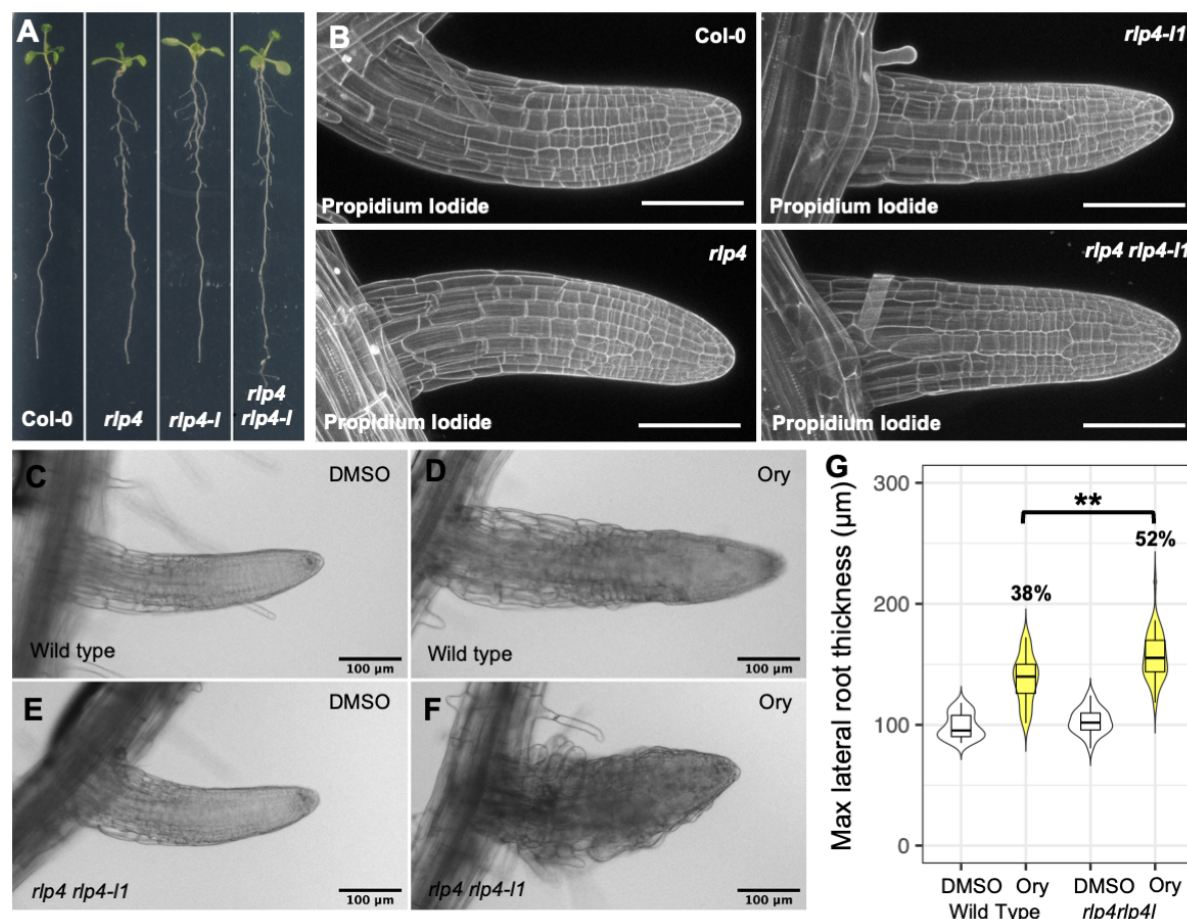 A
Col-0
rlp4
rlp4-l
rlp4
rlp4-l
B
Col-0
Propidium Iodide
rlp4-l1
Propidium Iodide
rlp4
Propidium Iodide
rlp4 rlp4-l1
Propidium Iodide
C
DMSO
Wild type
100 µm
D
Ory
100 µm
E
DMSO
rlp4 rlp4-l1
100 µm
F
Ory
rlp4 rlp4-l1
100 µm
G
Max lateral root thickness (µm)
300
200
100
0
**
38%
52%
DMSO Ory DMSO Ory
Wild Type rlp4rlp4l